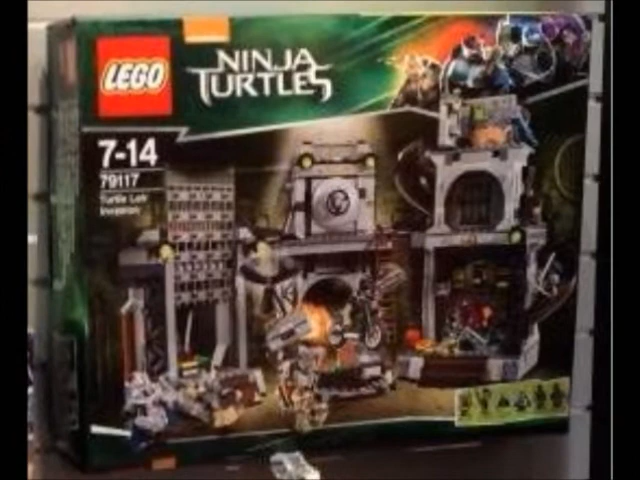 LEGO
NINJA
TURTLES
7-14
79117
Turtle Lair
Invasion